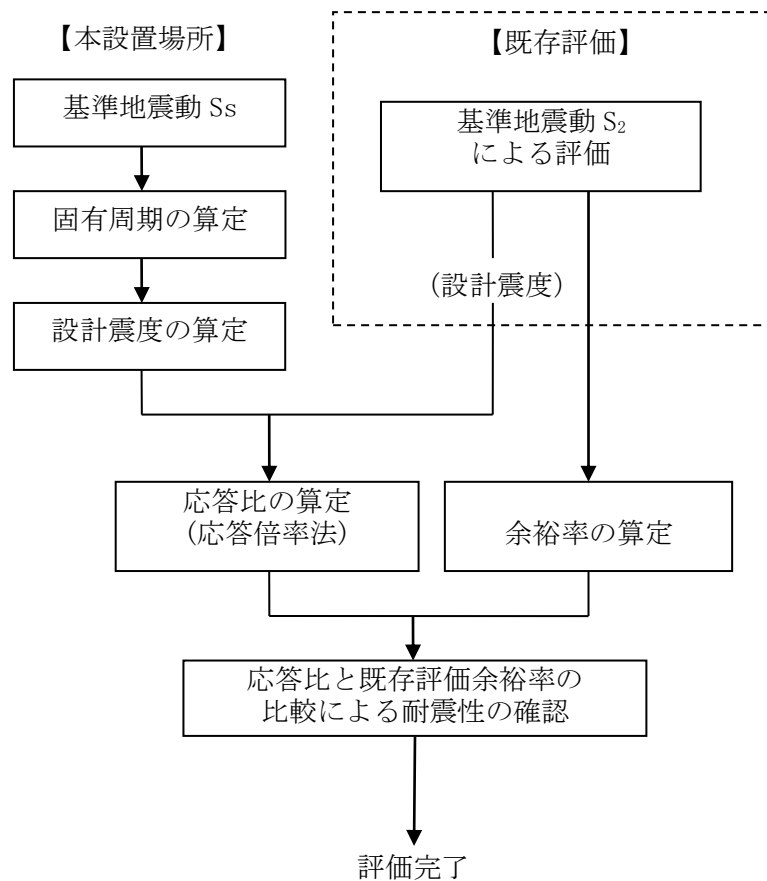 【本設置場所】
【既存評価】
基準地震動 Ss
基準地震動 S₂
による評価
固有周期の算定
(設計震度)
設計震度の算定
応答比の算定
(応答倍率法)
余裕率の算定
応答比と既存評価余裕率の
比較による耐震性の確認
評価完了